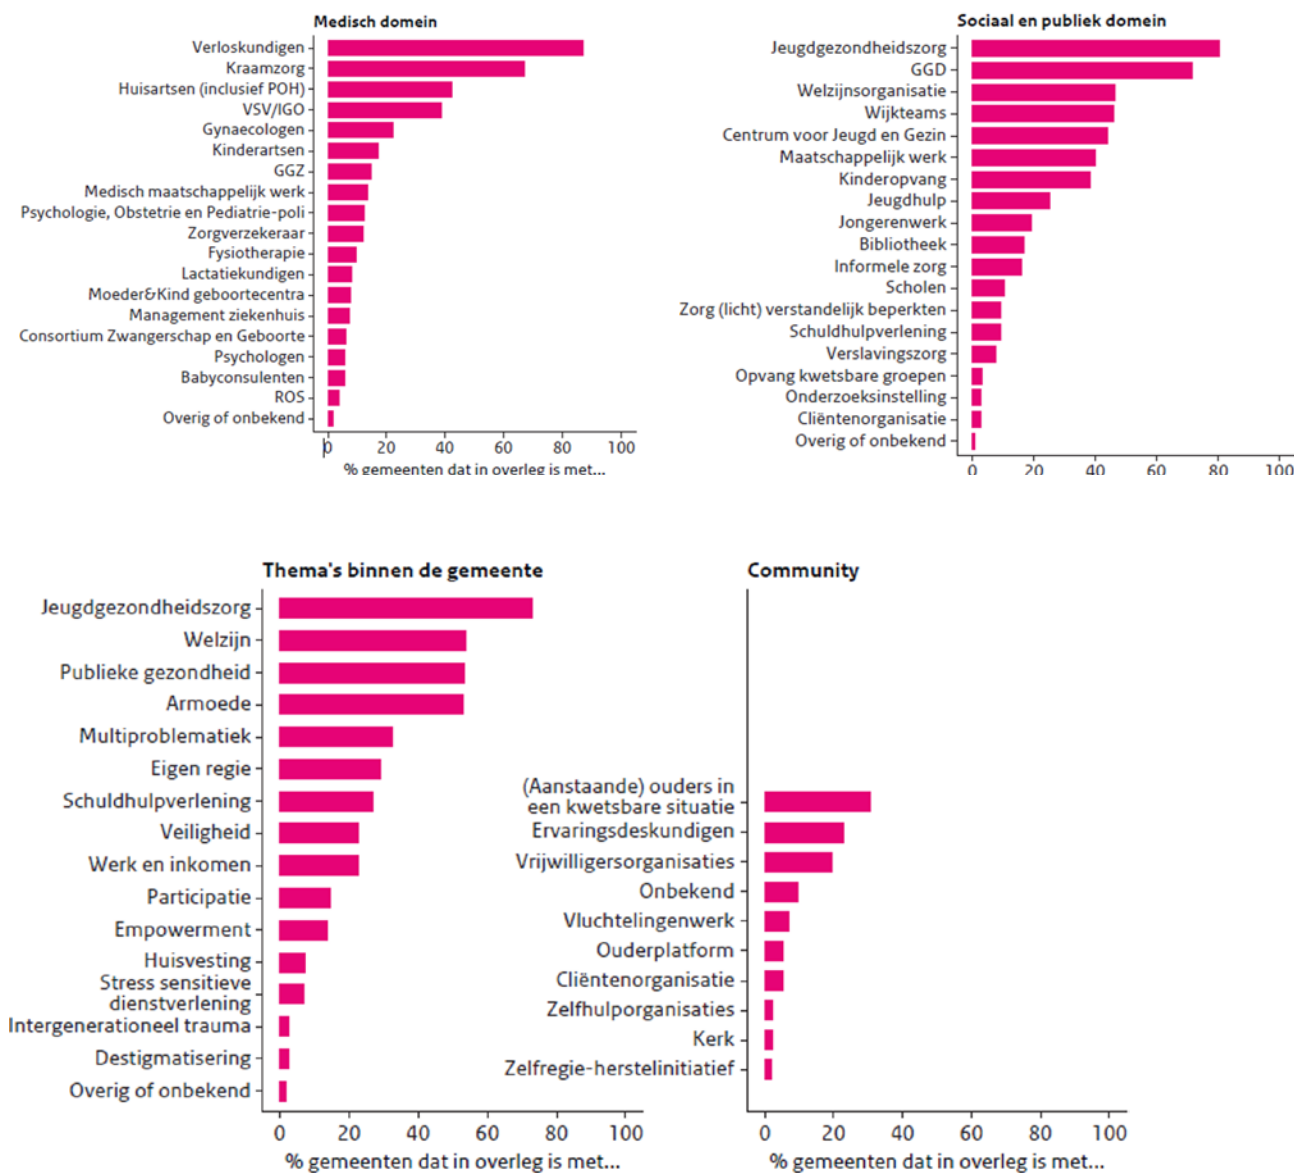 Medisch domein
Verloskundigen
Kraamzorg
Huisartsen (inclusief POH)
VSV/IGO
Gynaecologen
Kinderartsen
GGZ
Medisch maatschappelijk werk
Psychologie, Obstetrie en Pediatrie-poli
Zorgverzekeraar
Fysiotherapie
Lactatiekundigen
Moeder&Kind geboortecentra
Management ziekenhuis
Consortium Zwangerschap en Geboorte
Psychologen
Babyconsulenten
ROS
Overig of onbekend
0 20 40 60 80 100
% gemeenten dat in overleg is met...
Sociaal en publiek domein
Jeugdgezondheidszorg
GGD
Welzijnsorganisatie
Wijkteams
Centrum voor Jeugd en Gezin
Maatschappelijk werk
Kinderopvang
Jeugdhulp
Jongerenwerk
Bibliotheek
Informele zorg
Scholen
Zorg (licht) verstandelijk beperkten
Schuldhulpverlening
Verslavingszorg
Opvang kwetsbare groepen
Onderzoeksinstelling
Cliëntenorganisatie
Overig of onbekend
0 20 40 60 80 100
Thema's binnen de gemeente
Jeugdgezondheidszorg
Welzijn
Publieke gezondheid
Armoede
Multiproblematiek
Eigen regie
Schuldhulpverlening
Veiligheid
Werk en inkomen
Participatie
Empowerment
Huisvesting
Stress sensitieve
dienstverlening
Intergenerationeel trauma
Destigmatisering
Overig of onbekend
0 20 40 60 80 100
% gemeenten dat in overleg is met...
Community
(Aanstaande) ouders in
een kwetsbare situatie
Ervaringsdeskundigen
Vrijwilligersorganisaties
Onbekend
Vluchtelingenwerk
Ouderplatform
Cliëntenorganisatie
Zelfhulporganisaties
Kerk
Zelfregie-herstelinitiatief
0 20 40 60 80 100
% gemeenten dat in overleg is met...